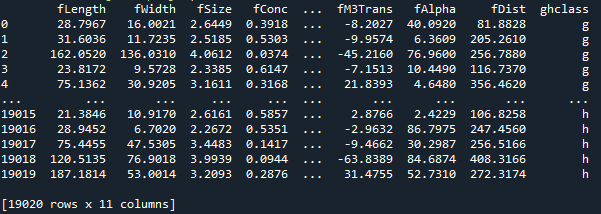 fLength fWidth fSize fConc ... fM3Trans fAlpha fDist ghclass
0 28.7967 16.0021 2.6449 0.3918 ... -8.2027 40.0920 81.8828 g
1 31.6036 11.7235 2.5185 0.5303 ... -9.9574 6.3609 205.2610 g
2 162.0520 136.0310 4.0612 0.0374 ... -45.2160 76.9600 256.7880 g
3 23.8172 9.5728 2.3385 0.6147 ... -7.1513 10.4490 116.7370 g
4 75.1362 30.9205 3.1611 0.3168 ... 21.8393 4.6480 356.4620 g
... ... ... ... ... ... ... ... ... ...
19015 21.3846 10.9170 2.6161 0.5857 ... 2.8766 2.4229 106.8258 h
19016 28.9452 6.7020 2.2672 0.5351 ... -2.9632 86.7975 247.4560 h
19017 75.4455 47.5305 3.4483 0.1417 ... -9.4662 30.2987 256.5166 h
19018 120.5135 76.9018 3.9939 0.0944 ... -63.8389 84.6874 408.3166 h
19019 187.1814 53.0014 3.2093 0.2876 ... 31.4755 52.7310 272.3174 h
[19020 rows x 11 columns]